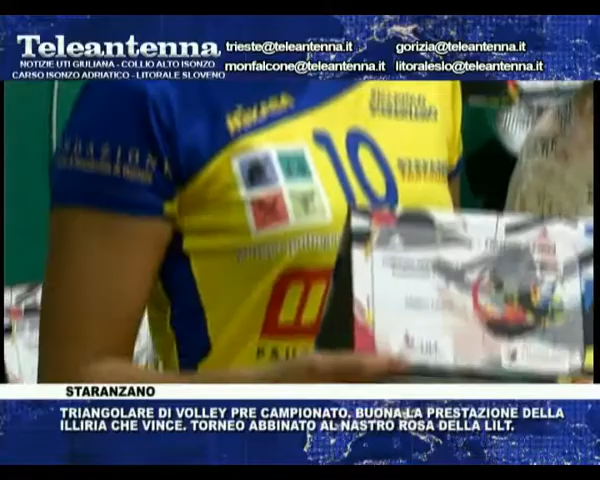 Teleantenna
trieste@teleantenna.it
gorizia@teleantenna.it
NOTIZIE UTI GIULIANA - COLLIO ALTO ISONZO
monfalcone@teleantenna.it
litoraleslo@teleantenna.it
CARSO ISONZO ADRIATICO - LITORALE SLOVENO
10
STARANZANO
TRIANGOLARE DI VOLLEY PRE CAMPIONATO. BUONA LA PRESTAZIONE DELLA
ILLIRIA CHE VINCE. TORNEO ABBINATO AL NASTRO ROSA DELLA LILT.